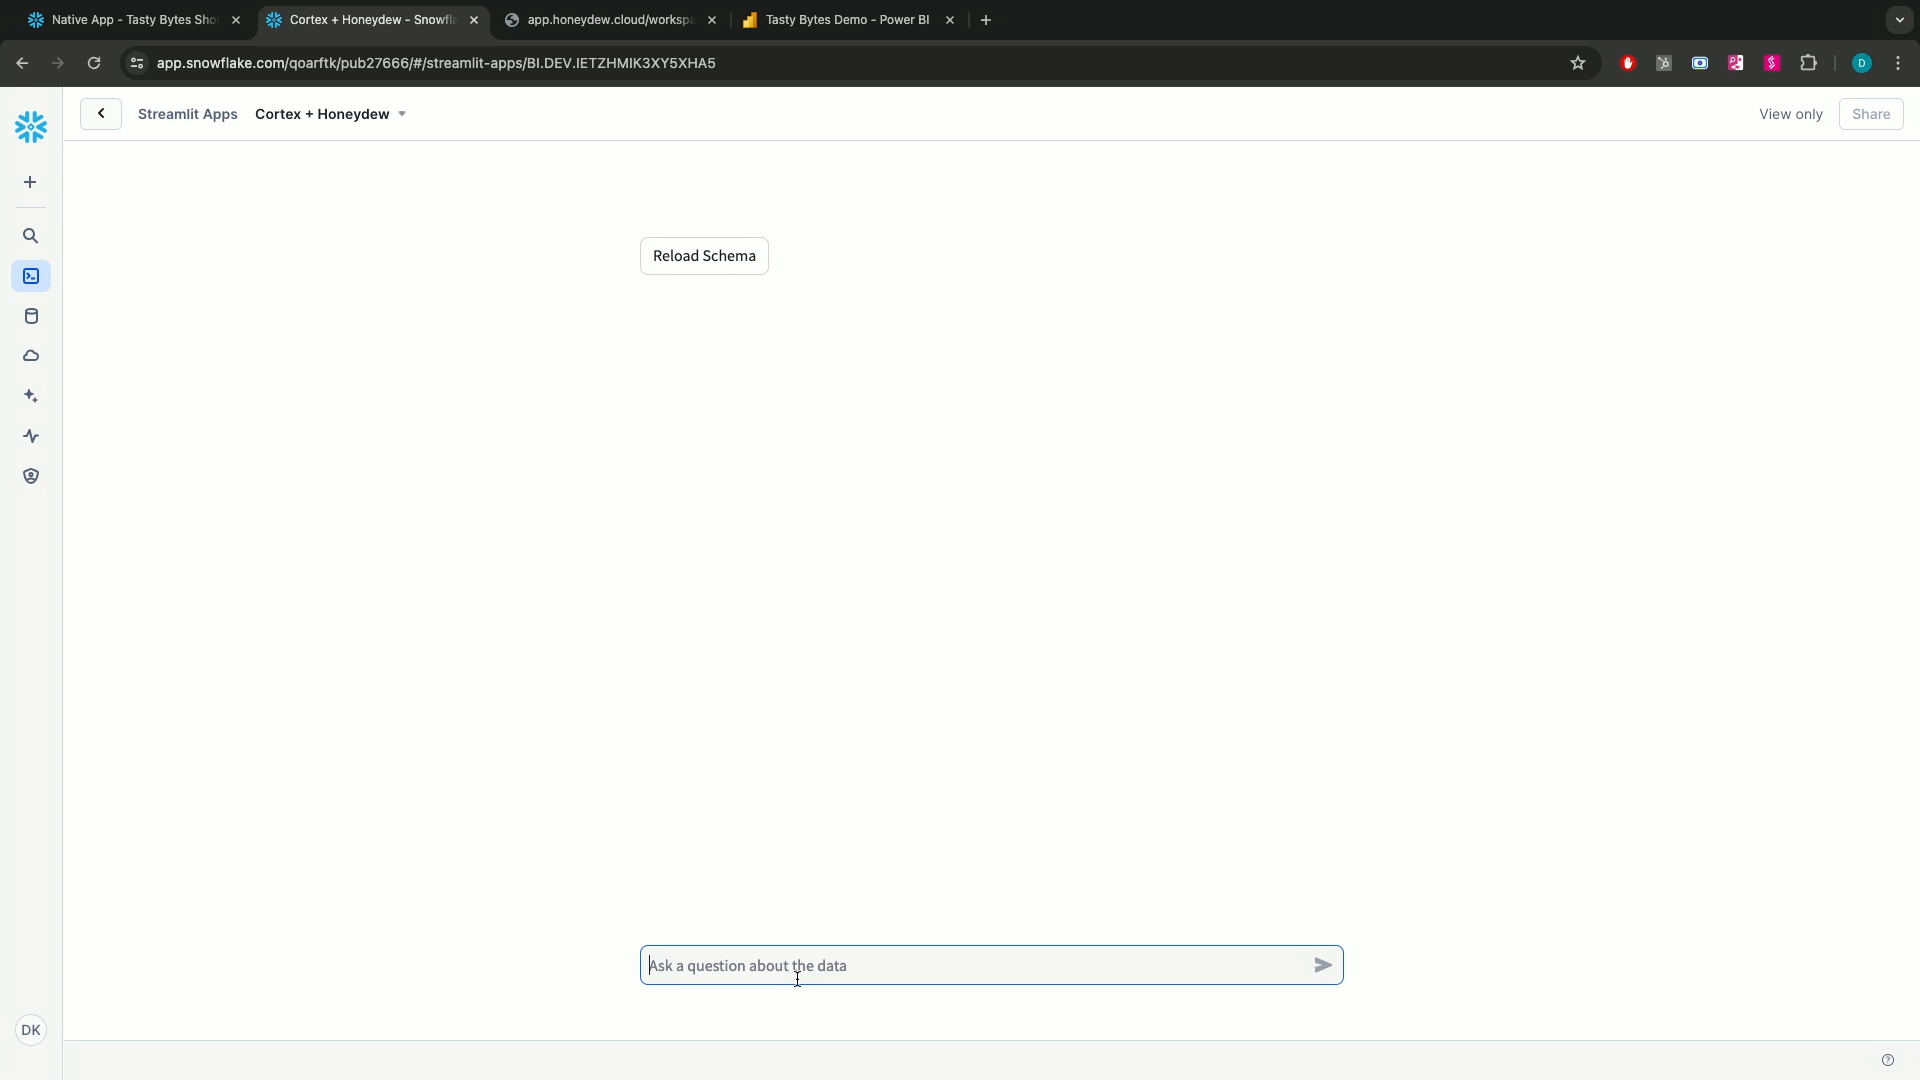 Native App - Tasty Bytes Sho
Cortex + Honeydew - Snowfl
app.honeydew.cloud/workspa
Tasty Bytes Demo - Power BI
app.snowflake.com/qoarftk/pub27666/#/streamlit-apps/BI.DEV.IETZHMIK3XY5XHA5
D
Streamlit Apps
Cortex + Honeydew
View only
Share
Reload Schema
Ask a question about the data
DK